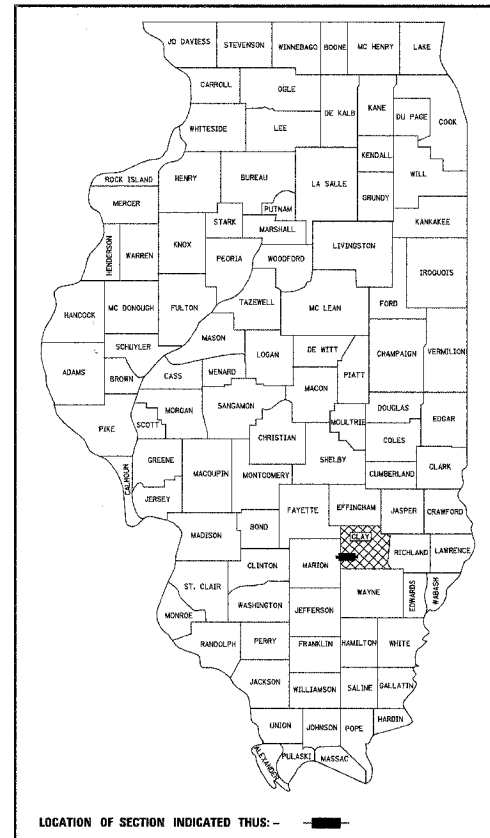 JO DAVIESS STEVENSON WINNEBAGO BOONE MC HENRY LAKE
CARROLL OGLE DE KALB KANE DU PAGE COOK
WHITESIDE LEE KENDALL WILL
ROCK ISLAND HENRY BUREAU LA SALLE GRUNDY
MERCER PUTNAM KANKAKEE
HENDERSON WARREN KNOX STARK MARSHALL LIVINGSTON
PEORIA WOODFORD IROQUOIS
HANCOCK MC DONOUGH FULTON TAZEWELL MC LEAN FORD
SCHUYLER MASON VERMILION
ADAMS BROWN CASS MENARD LOGAN DE WITT CHAMPAIGN
MACON PIATT
PIKE SCOTT MORGAN SANGAMON MOULTRIE DOUGLAS EDGAR
CHRISTIAN COLES
CALHOUN GREENE MACOUPIN MONTGOMERY SHELBY CUMBERLAND CLARK
JERSEY FAYETTE EFFINGHAM JASPER CRAWFORD
MADISON BOND CLAY
CLINTON MARION RICHLAND LAWRENCE
ST. CLAIR WASHINGTON WAYNE EDWARDS WABASH
MONROE JEFFERSON
RANDOLPH PERRY FRANKLIN HAMILTON WHITE
JACKSON WILLIAMSON SALINE GALLATIN
UNION JOHNSON POPE HARDIN
ALEXANDER PULASKI MASSAC
LOCATION OF SECTION INDICATED THUS: -